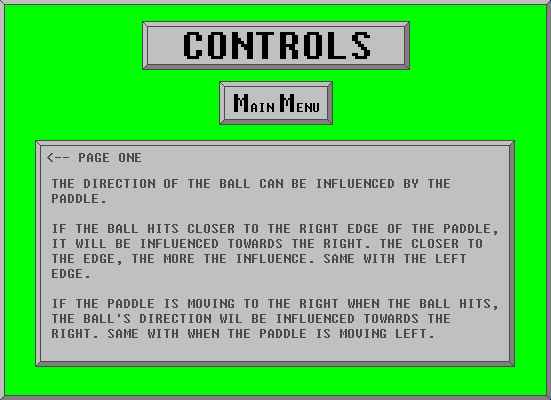 CONTROLS
Main Menu
<-- PAGE ONE
THE DIRECTION OF THE BALL CAN BE INFLUENCED BY THE
PADDLE.
IF THE BALL HITS CLOSER TO THE RIGHT EDGE OF THE PADDLE,
IT WILL BE INFLUENCED TOWARDS THE RIGHT. THE CLOSER TO
THE EDGE, THE MORE THE INFLUENCE. SAME WITH THE LEFT
EDGE.
IF THE PADDLE IS MOVING TO THE RIGHT WHEN THE BALL HITS,
THE BALL'S DIRECTION WIL BE INFLUENCED TOWARDS THE
RIGHT. SAME WITH WHEN THE PADDLE IS MOVING LEFT.